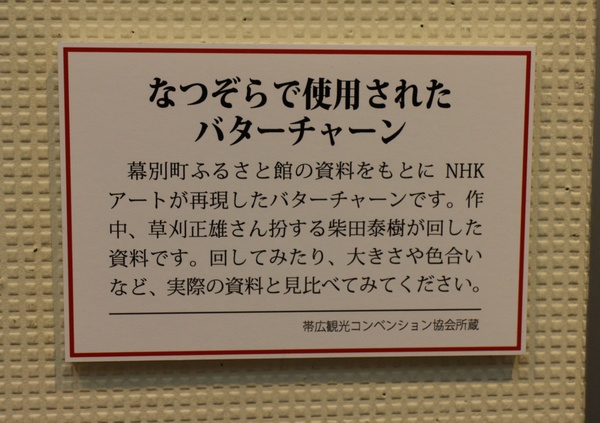 なつぞらで使用された
バターチャーン
幕別町ふるさと館の資料をもとに NHK
アートが再現したバターチャーンです。作
中、草刈正雄さん扮する柴田泰樹が回した
資料です。回してみたり、大きさや色合い
など、実際の資料と見比べてみてください。
帯広観光コンベンション協会所蔵